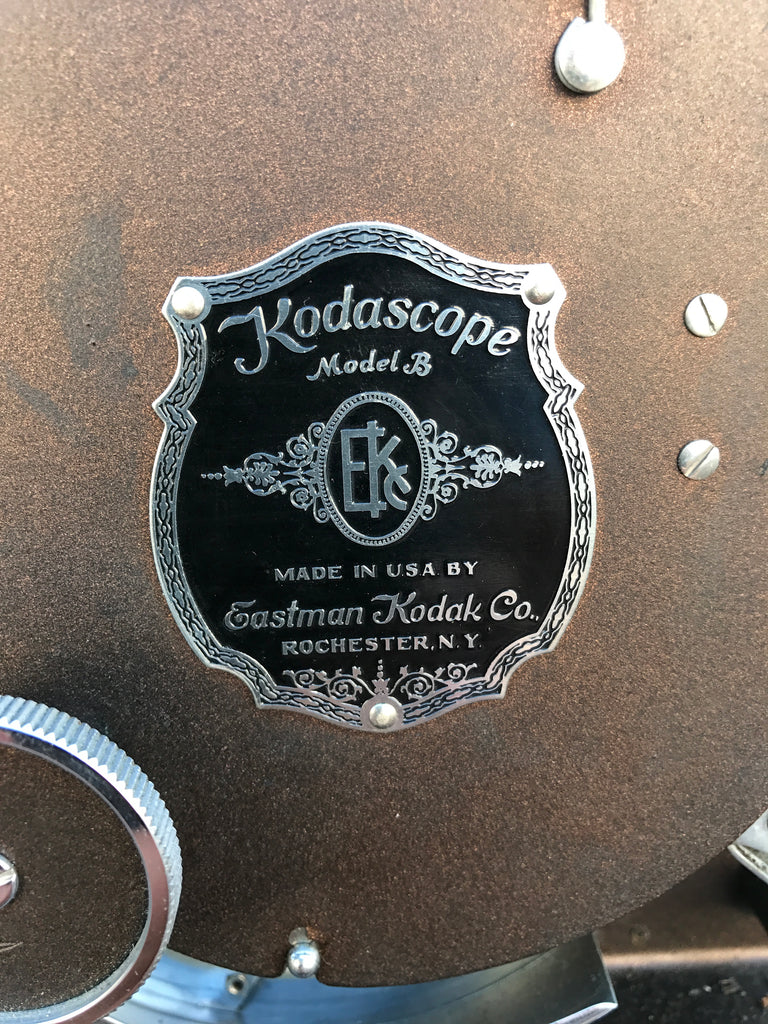 Kodascope
Model B
EKC
MADE IN U.S.A. BY
Eastman Kodak Co.,
ROCHESTER, N.Y.